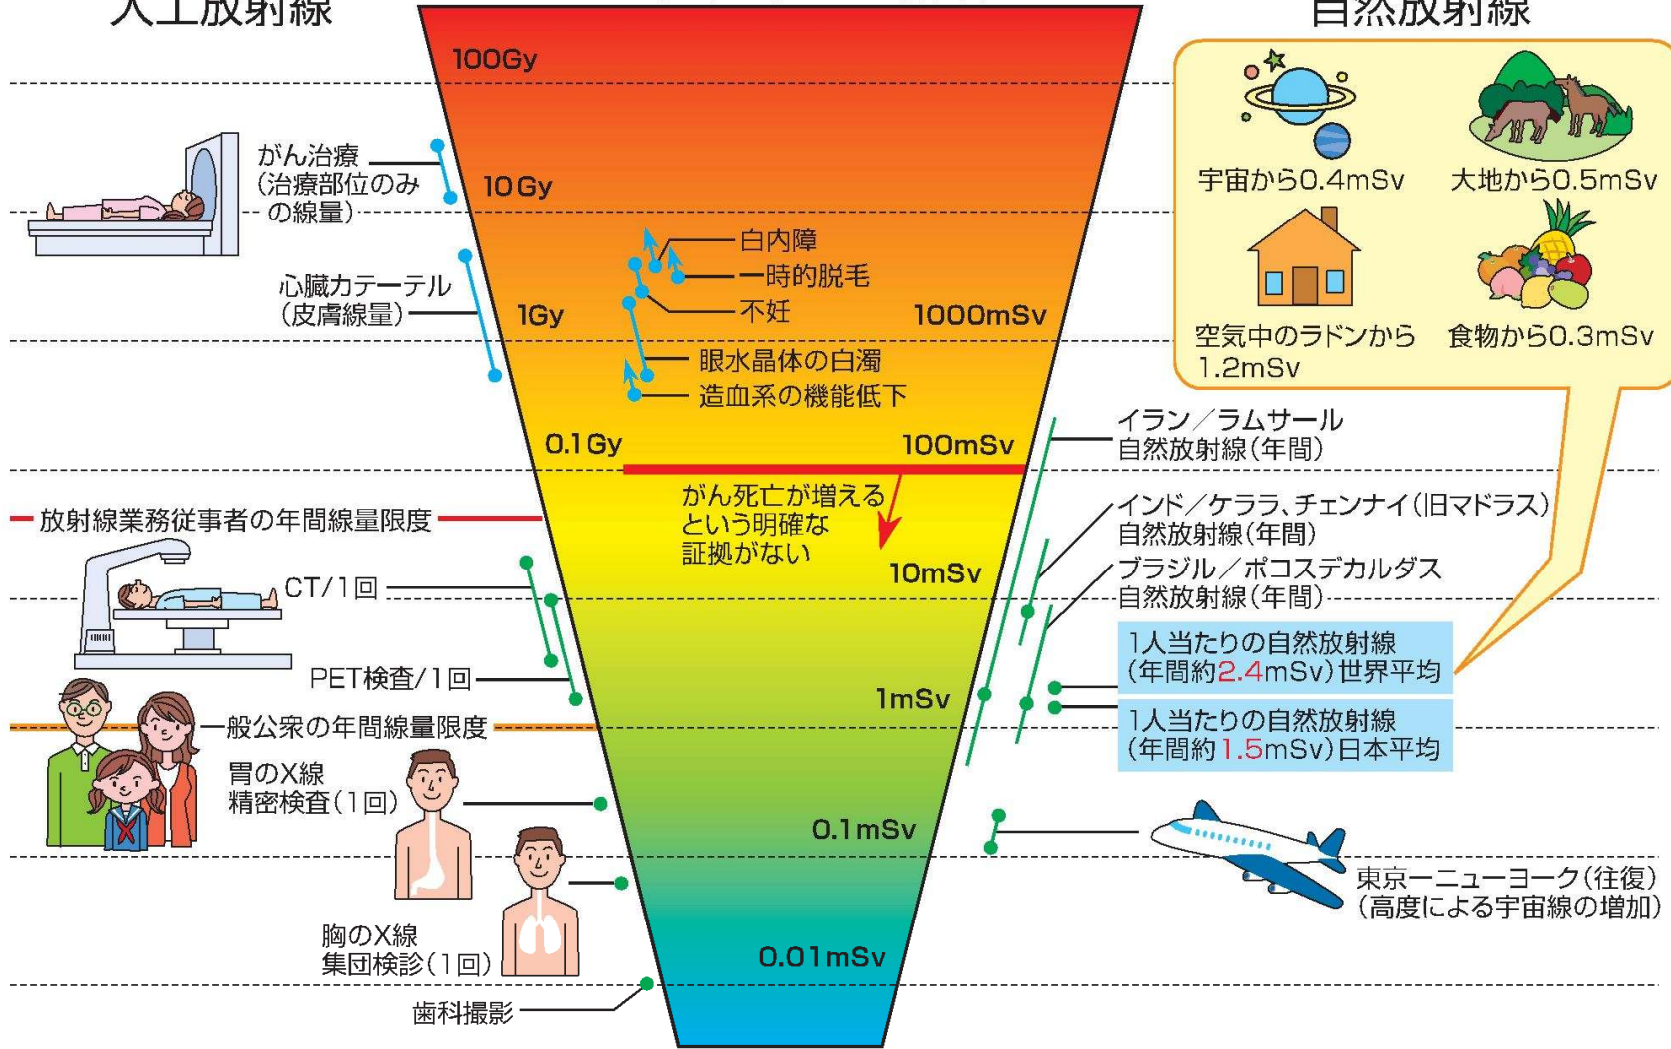 人工放射線
自然放射線
100Gy
がん治療
(治療部位のみ
の線量)
10Gy
宇宙から0.4mSv
大地から0.5mSv
白内障
一時的脱毛
不妊
心臓カテーテル
(皮膚線量)
1Gy
1000mSv
空気中のラドンから
1.2mSv
食物から0.3mSv
眼水晶体の白濁
造血系の機能低下
イラン/ラムサール
自然放射線(年間)
0.1Gy
100mSv
がん死亡が増える
という明確な
証拠がない
インド/ケララ、チェンナイ(旧マドラス)
自然放射線(年間)
放射線業務従事者の年間線量限度
ブラジル/ポコスデカルダス
自然放射線(年間)
10mSv
CT/1回
1人当たりの自然放射線
(年間約2.4mSv)世界平均
PET検査/1回
1mSv
1人当たりの自然放射線
(年間約1.5mSv)日本平均
一般公衆の年間線量限度
胃のX線
精密検査(1回)
0.1mSv
東京ーニューヨーク(往復)
(高度による宇宙線の増加)
胸のX線
集団検診(1回)
0.01mSv
歯科撮影